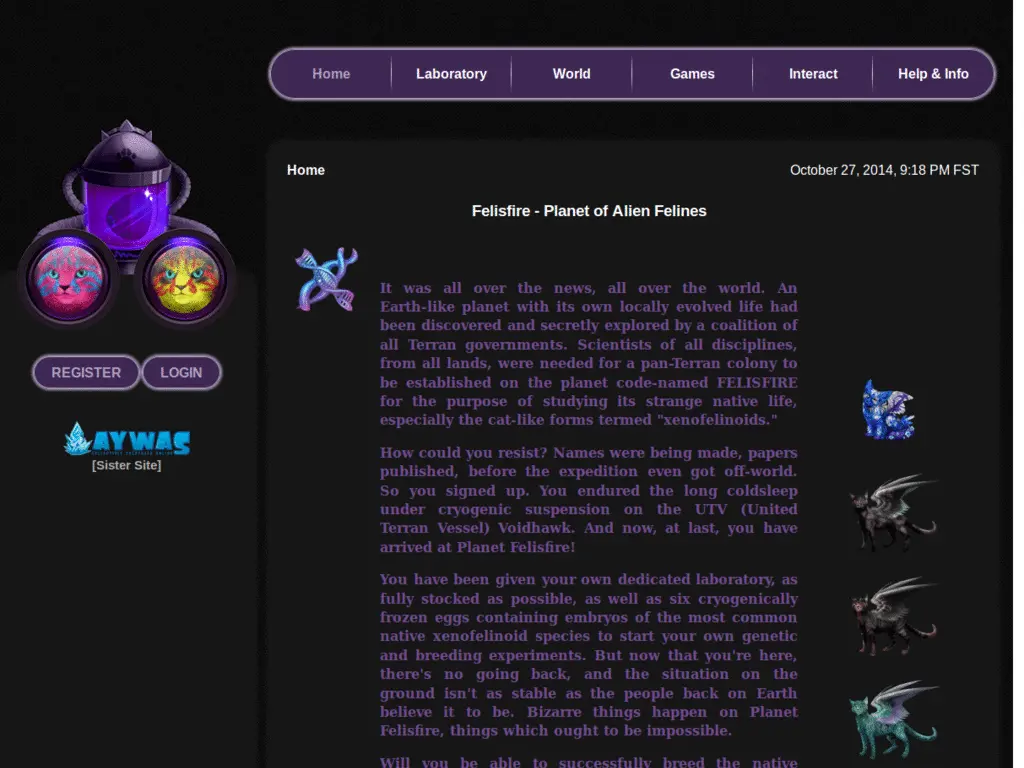 Home
Laboratory
World
Games
Interact
Help & Info
Home
October 27, 2014, 9:18 PM FST
Felisfire - Planet of Alien Felines
REGISTER
LOGIN
AYWAS
[Sister Site]
It was all over the news, all over the world. An
Earth-like planet with its own locally evolved life had
been discovered and secretly explored by a coalition of
all Terran governments. Scientists of all disciplines,
from all lands, were needed for a pan-Terran colony to
be established on the planet code-named FELISFIRE
for the purpose of studying its strange native life,
especially the cat-like forms termed "xenofelinoids."
How could you resist? Names were being made, papers
published, before the expedition even got off-world.
So you signed up. You endured the long coldsleep
under cryogenic suspension on the UTV (United
Terran Vessel) Voidhawk. And now, at last, you have
arrived at Planet Felisfire!
You have been given your own dedicated laboratory, as
fully stocked as possible, as well as six cryogenically
frozen eggs containing embryos of the most common
native xenofelinoid species to start your own genetic
and breeding experiments. But now that you're here,
there's no going back, and the situation on the
ground isn't as stable as the people back on Earth
believe it to be. Bizarre things happen on Planet
Felisfire, things which ought to be impossible.
Will you be able to successfully breed the native